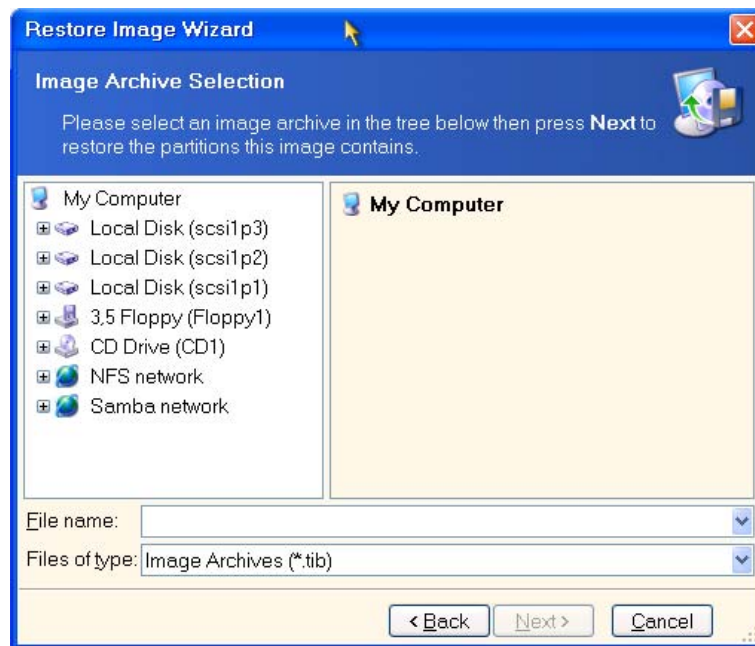 Restore Image Wizard
Image Archive Selection
Please select an image archive in the tree below then press Next to
restore the partitions this image contains.
My Computer
Local Disk (scsi1p3)
Local Disk (scsi1p2)
Local Disk (scsi1p1)
3,5 Floppy (Floppy1)
CD Drive (CD1)
NFS network
Samba network
My Computer
File name:
Files of type: Image Archives (*.tib)
< Back Next > Cancel